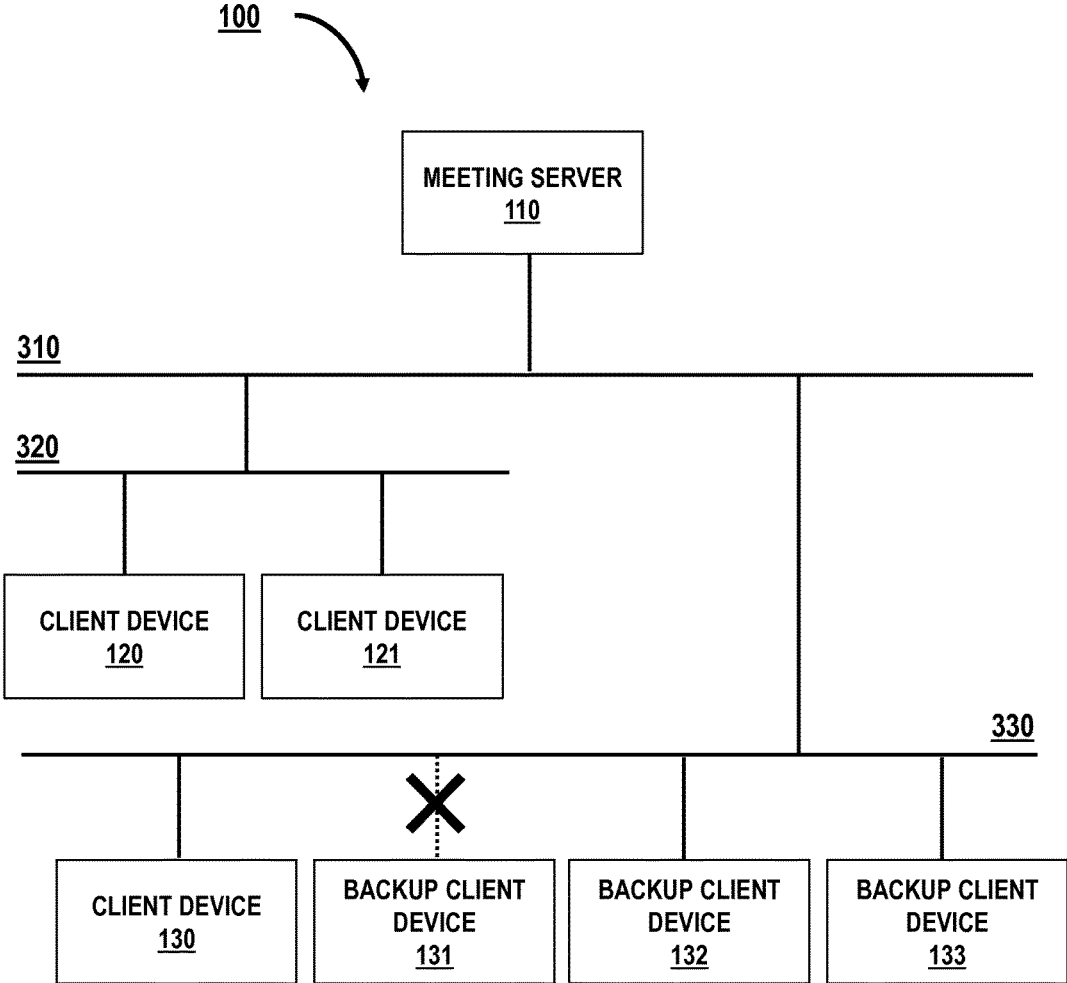 100
MEETING SERVER
110
310
320
CLIENT DEVICE
120
CLIENT DEVICE
121
330
CLIENT DEVICE
130
BACKUP CLIENT
DEVICE
131
BACKUP CLIENT
DEVICE
132
BACKUP CLIENT
DEVICE
133